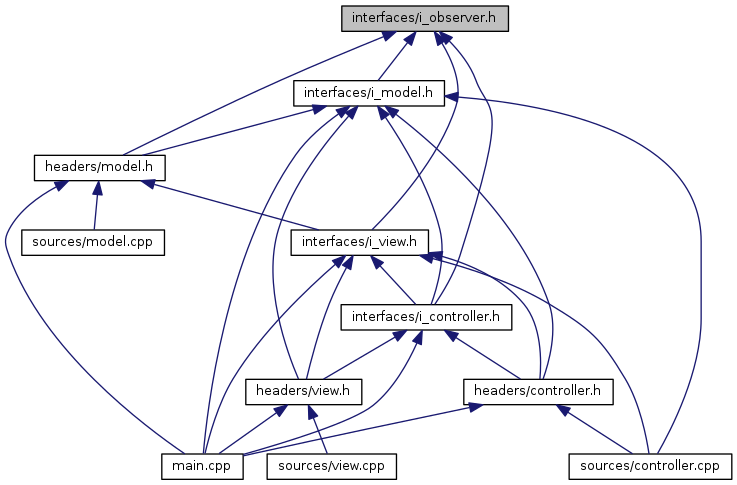 interfaces/i_observer.h
interfaces/i_model.h
headers/model.h
sources/model.cpp
interfaces/i_view.h
interfaces/i_controller.h
headers/view.h
headers/controller.h
main.cpp
sources/view.cpp
sources/controller.cpp